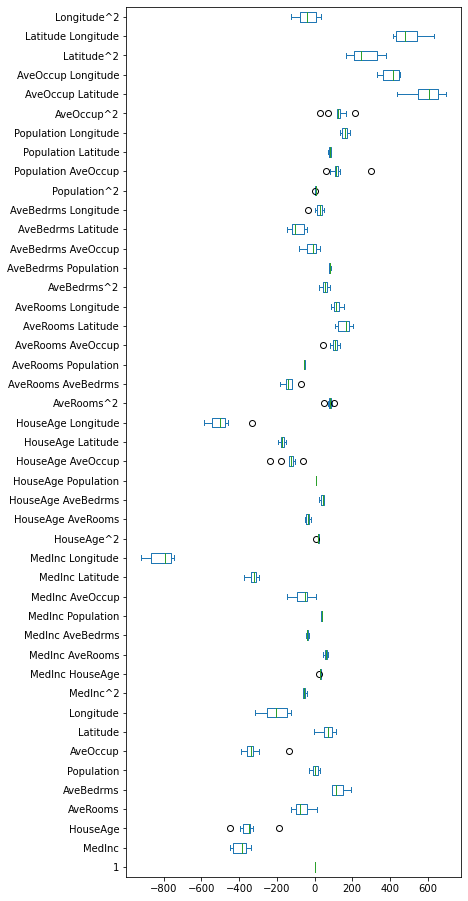 Longitude^2
Latitude Longitude
Latitude^2
AveOccup Longitude
AveOccup Latitude
AveOccup^2
Population Longitude
Population Latitude
Population AveOccup
Population^2
AveBedrms Longitude
AveBedrms Latitude
AveBedrms AveOccup
AveBedrms Population
AveBedrms^2
AveRooms Longitude
AveRooms Latitude
AveRooms AveOccup
AveRooms Population
AveRooms AveBedrms
AveRooms^2
HouseAge Longitude
HouseAge Latitude
HouseAge AveOccup
HouseAge Population
HouseAge AveBedrms
HouseAge AveRooms
HouseAge^2
MedInc Longitude
MedInc Latitude
MedInc AveOccup
MedInc Population
MedInc AveBedrms
MedInc AveRooms
MedInc HouseAge
MedInc^2
Longitude
Latitude
AveOccup
Population
AveBedrms
AveRooms
HouseAge
MedInc
1
−800 −600 −400 −200 0 200 400 600